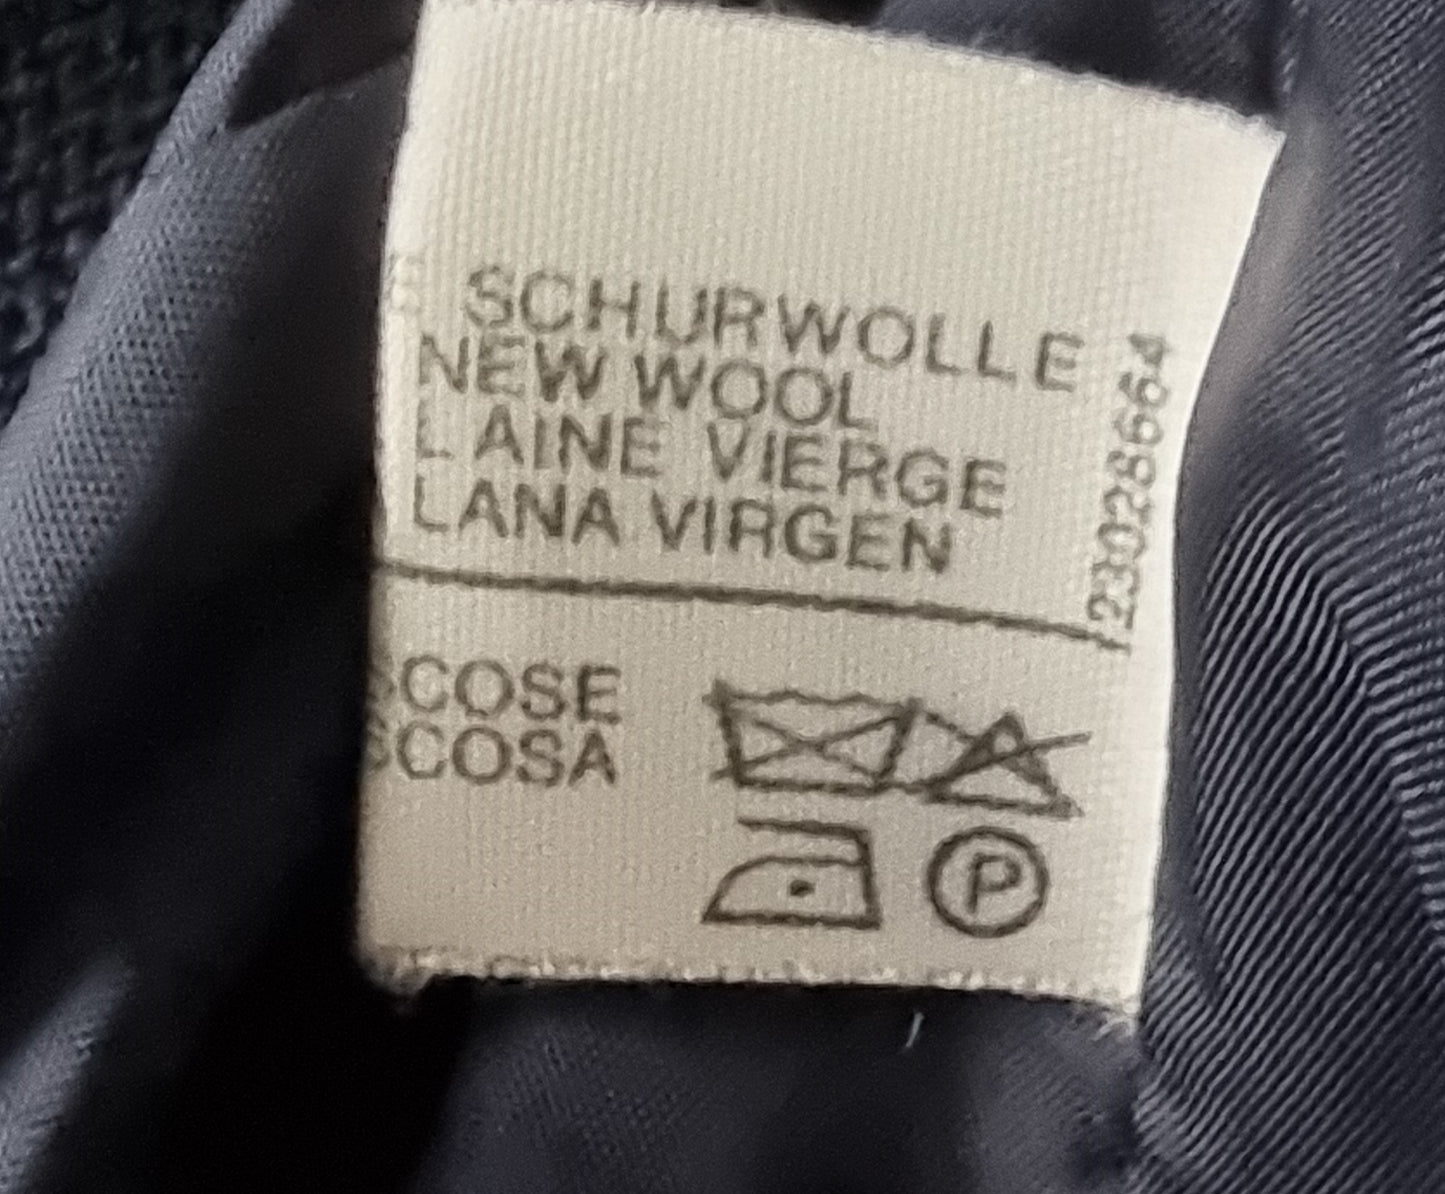 SCHURWOLLE
NEW WOOL
LAINE VIERGE
LANA VIRGEN
23028664
SCOSE
SCOSA
P